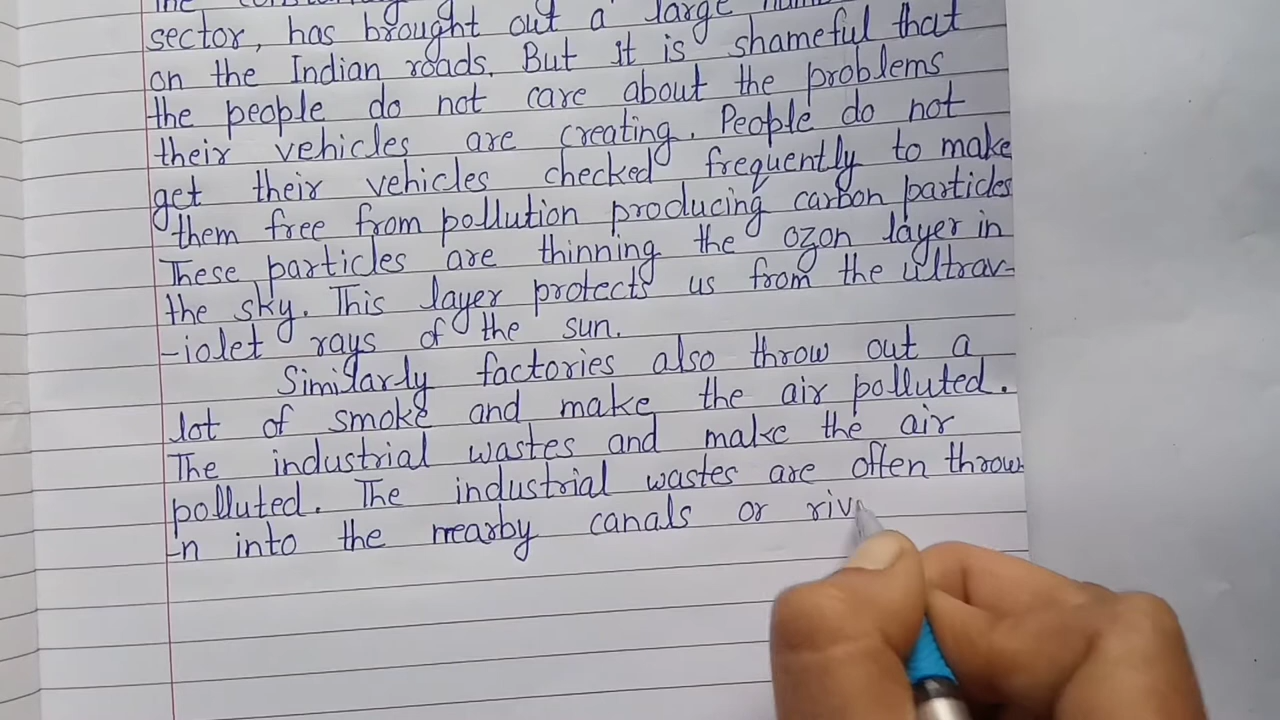 sector, has brought out a large
on the Indian roads. But it is shameful that
the people do not care about the problems
their vehicles are creating. People do not
get their vehicles checked frequently to make
them free from pollution producing carbon particles
These particles are thinning the ozon layer in
the sky. This layer protects us from the ultrav-
-iolet rays of the sun.
Similarly factories also throw out a
lot of smoke and make the air polluted.
The industrial wastes and make the air
polluted. The industrial wastes are often throw
-n into the nearby canals or riv